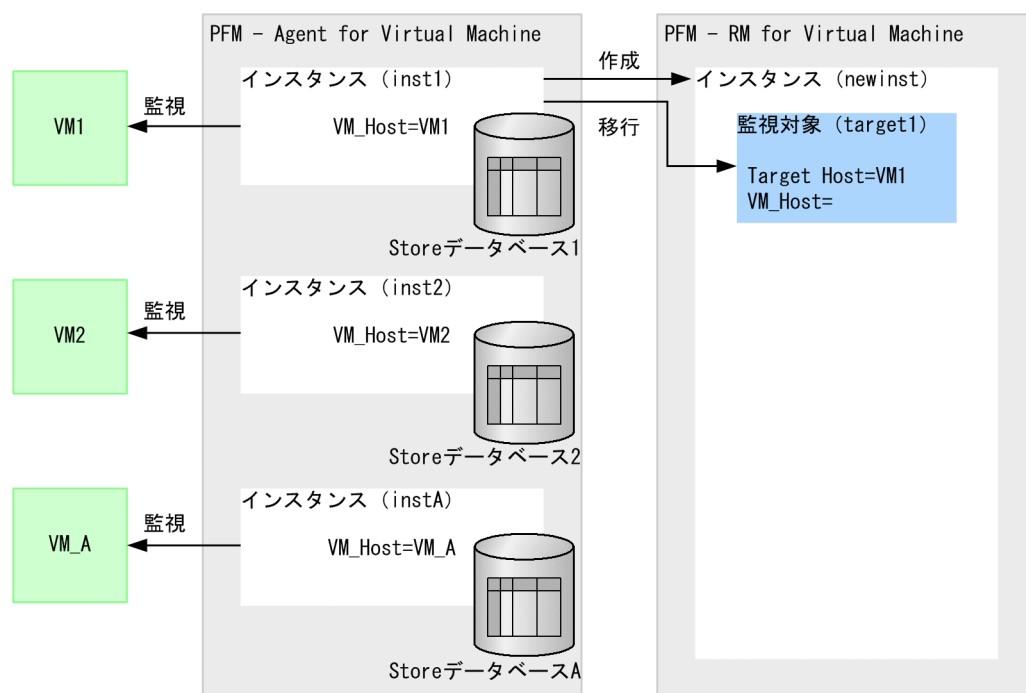 PFM - Agent for Virtual Machine
PFM - RM for Virtual Machine
インスタンス (inst1)
作成
インスタンス (newinst)
VM1
監視
VM_Host=VM1
移行
監視対象 (target1)
Target Host=VM1
VM_Host=
Storeデータベース1
インスタンス (inst2)
VM2
監視
VM_Host=VM2
Storeデータベース2
インスタンス (instA)
VM_A
監視
VM_Host=VM_A
StoreデータベースA